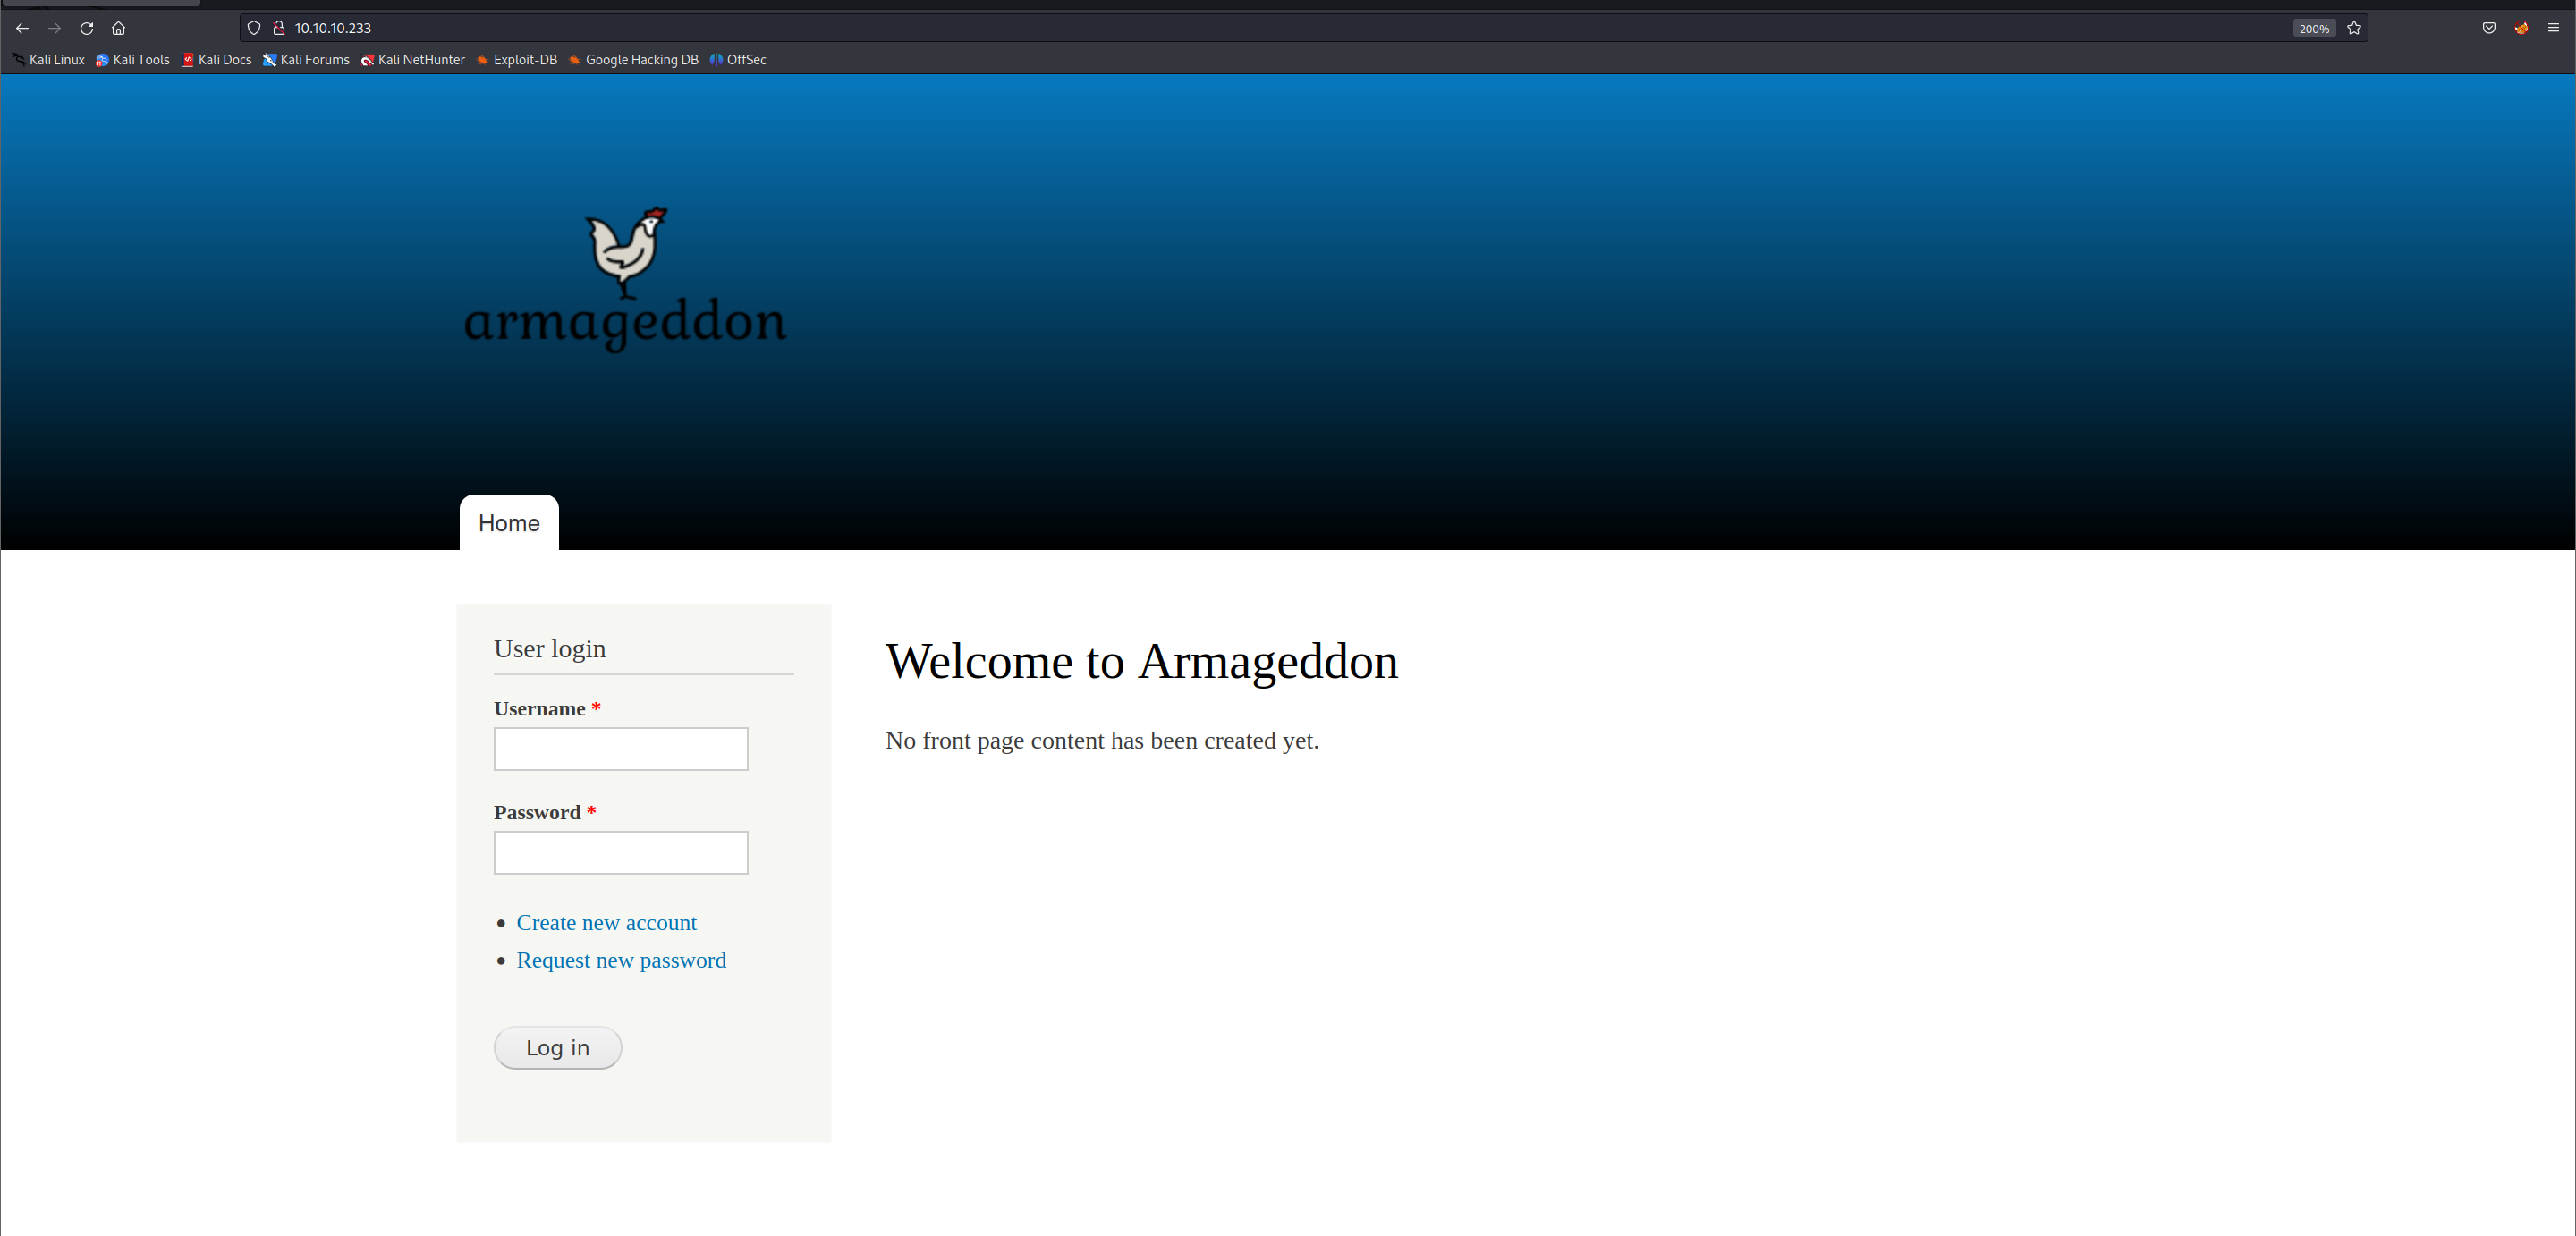 10.10.10.233
200%
Kali Linux Kali Tools Kali Docs Kali Forums Kali NetHunter Exploit-DB Google Hacking DB OffSec
armageddon
Home
User login
Username *
Password *
Create new account
Request new password
Log in
Welcome to Armageddon
No front page content has been created yet.